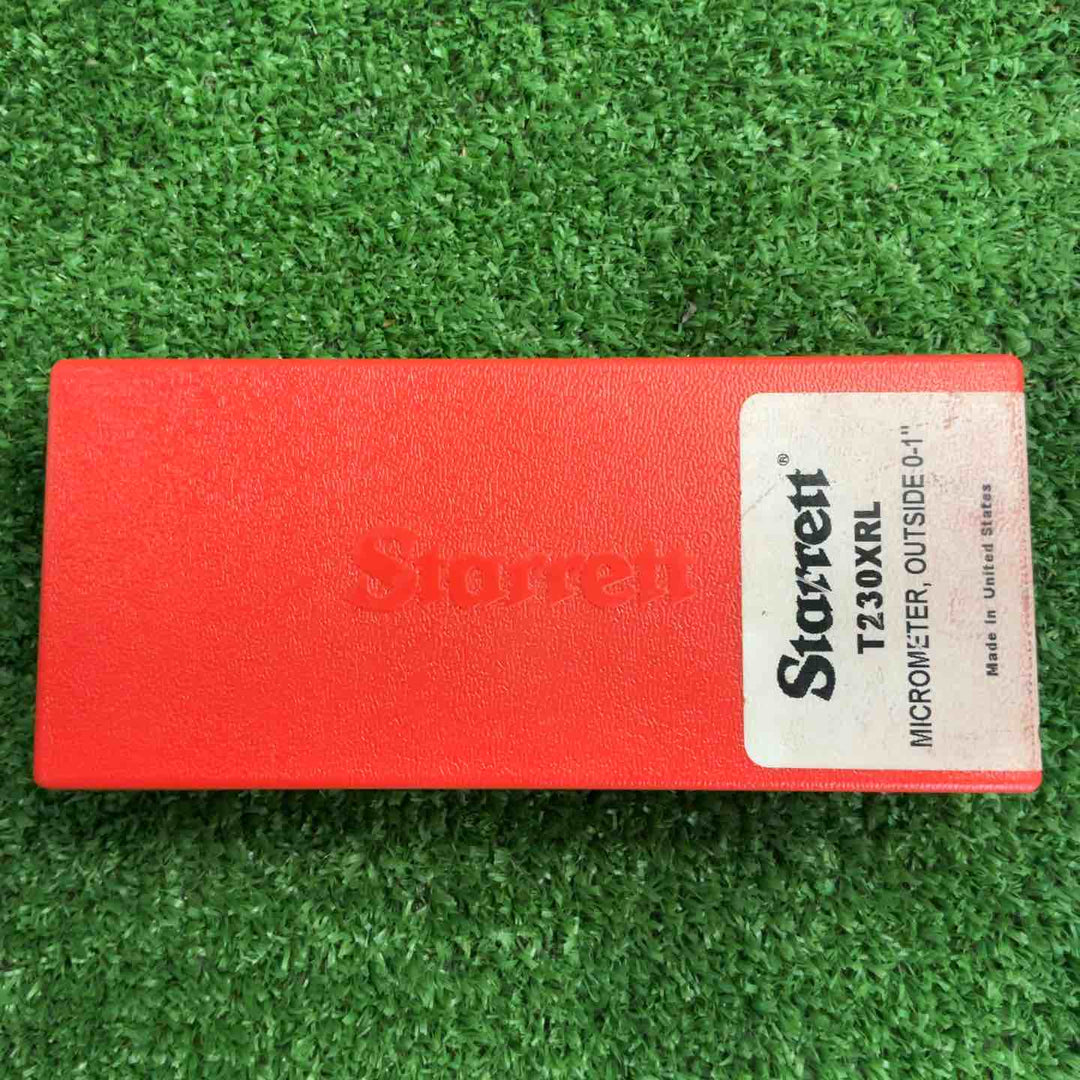 Starrett
Starrett®
T230XRL
MICROMETER, OUTSIDE 0-1"
Made In United States